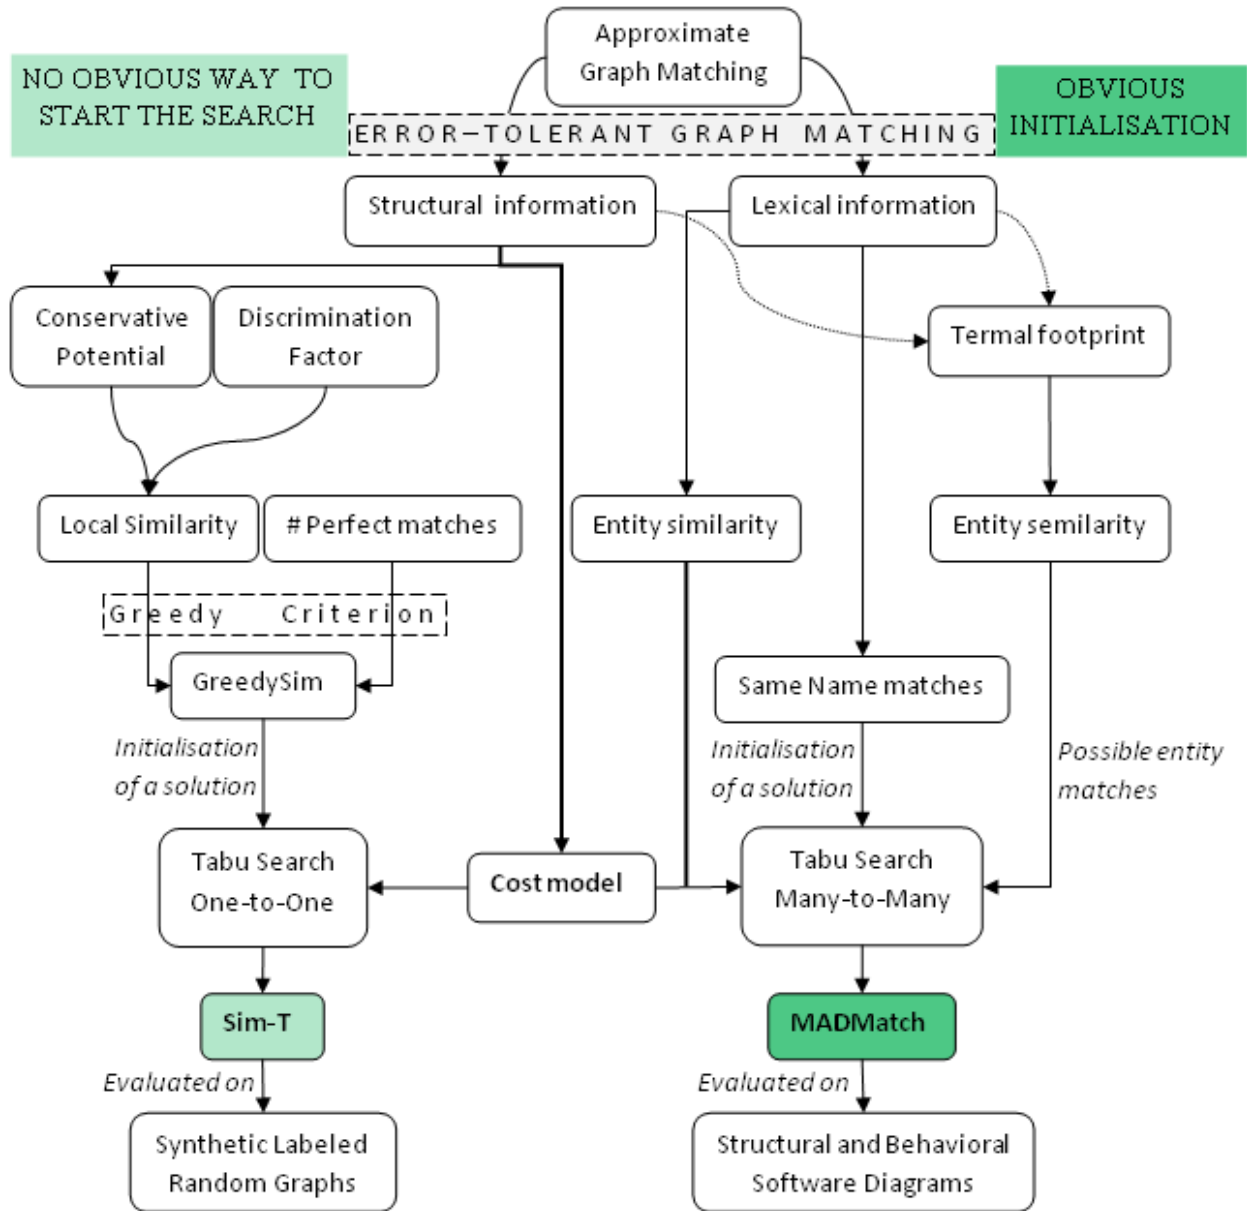 Approximate
Graph Matching
NO OBVIOUS WAY TO
START THE SEARCH
OBVIOUS
INITIALISATION
ERROR-TOLERANT GRAPH MATCHING
Structural information
Lexical information
Conservative
Potential
Discrimination
Factor
Termal footprint
Local Similarity
# Perfect matches
Entity similarity
Entity semilarity
Greedy Criterion
GreedySim
Same Name matches
Initialisation
of a solution
Initialisation
of a solution
Possible entity
matches
Tabu Search
One-to-One
Cost model
Tabu Search
Many-to-Many
Sim-T
MADMatch
Evaluated on
Evaluated on
Synthetic Labeled
Random Graphs
Structural and Behavioral
Software Diagrams